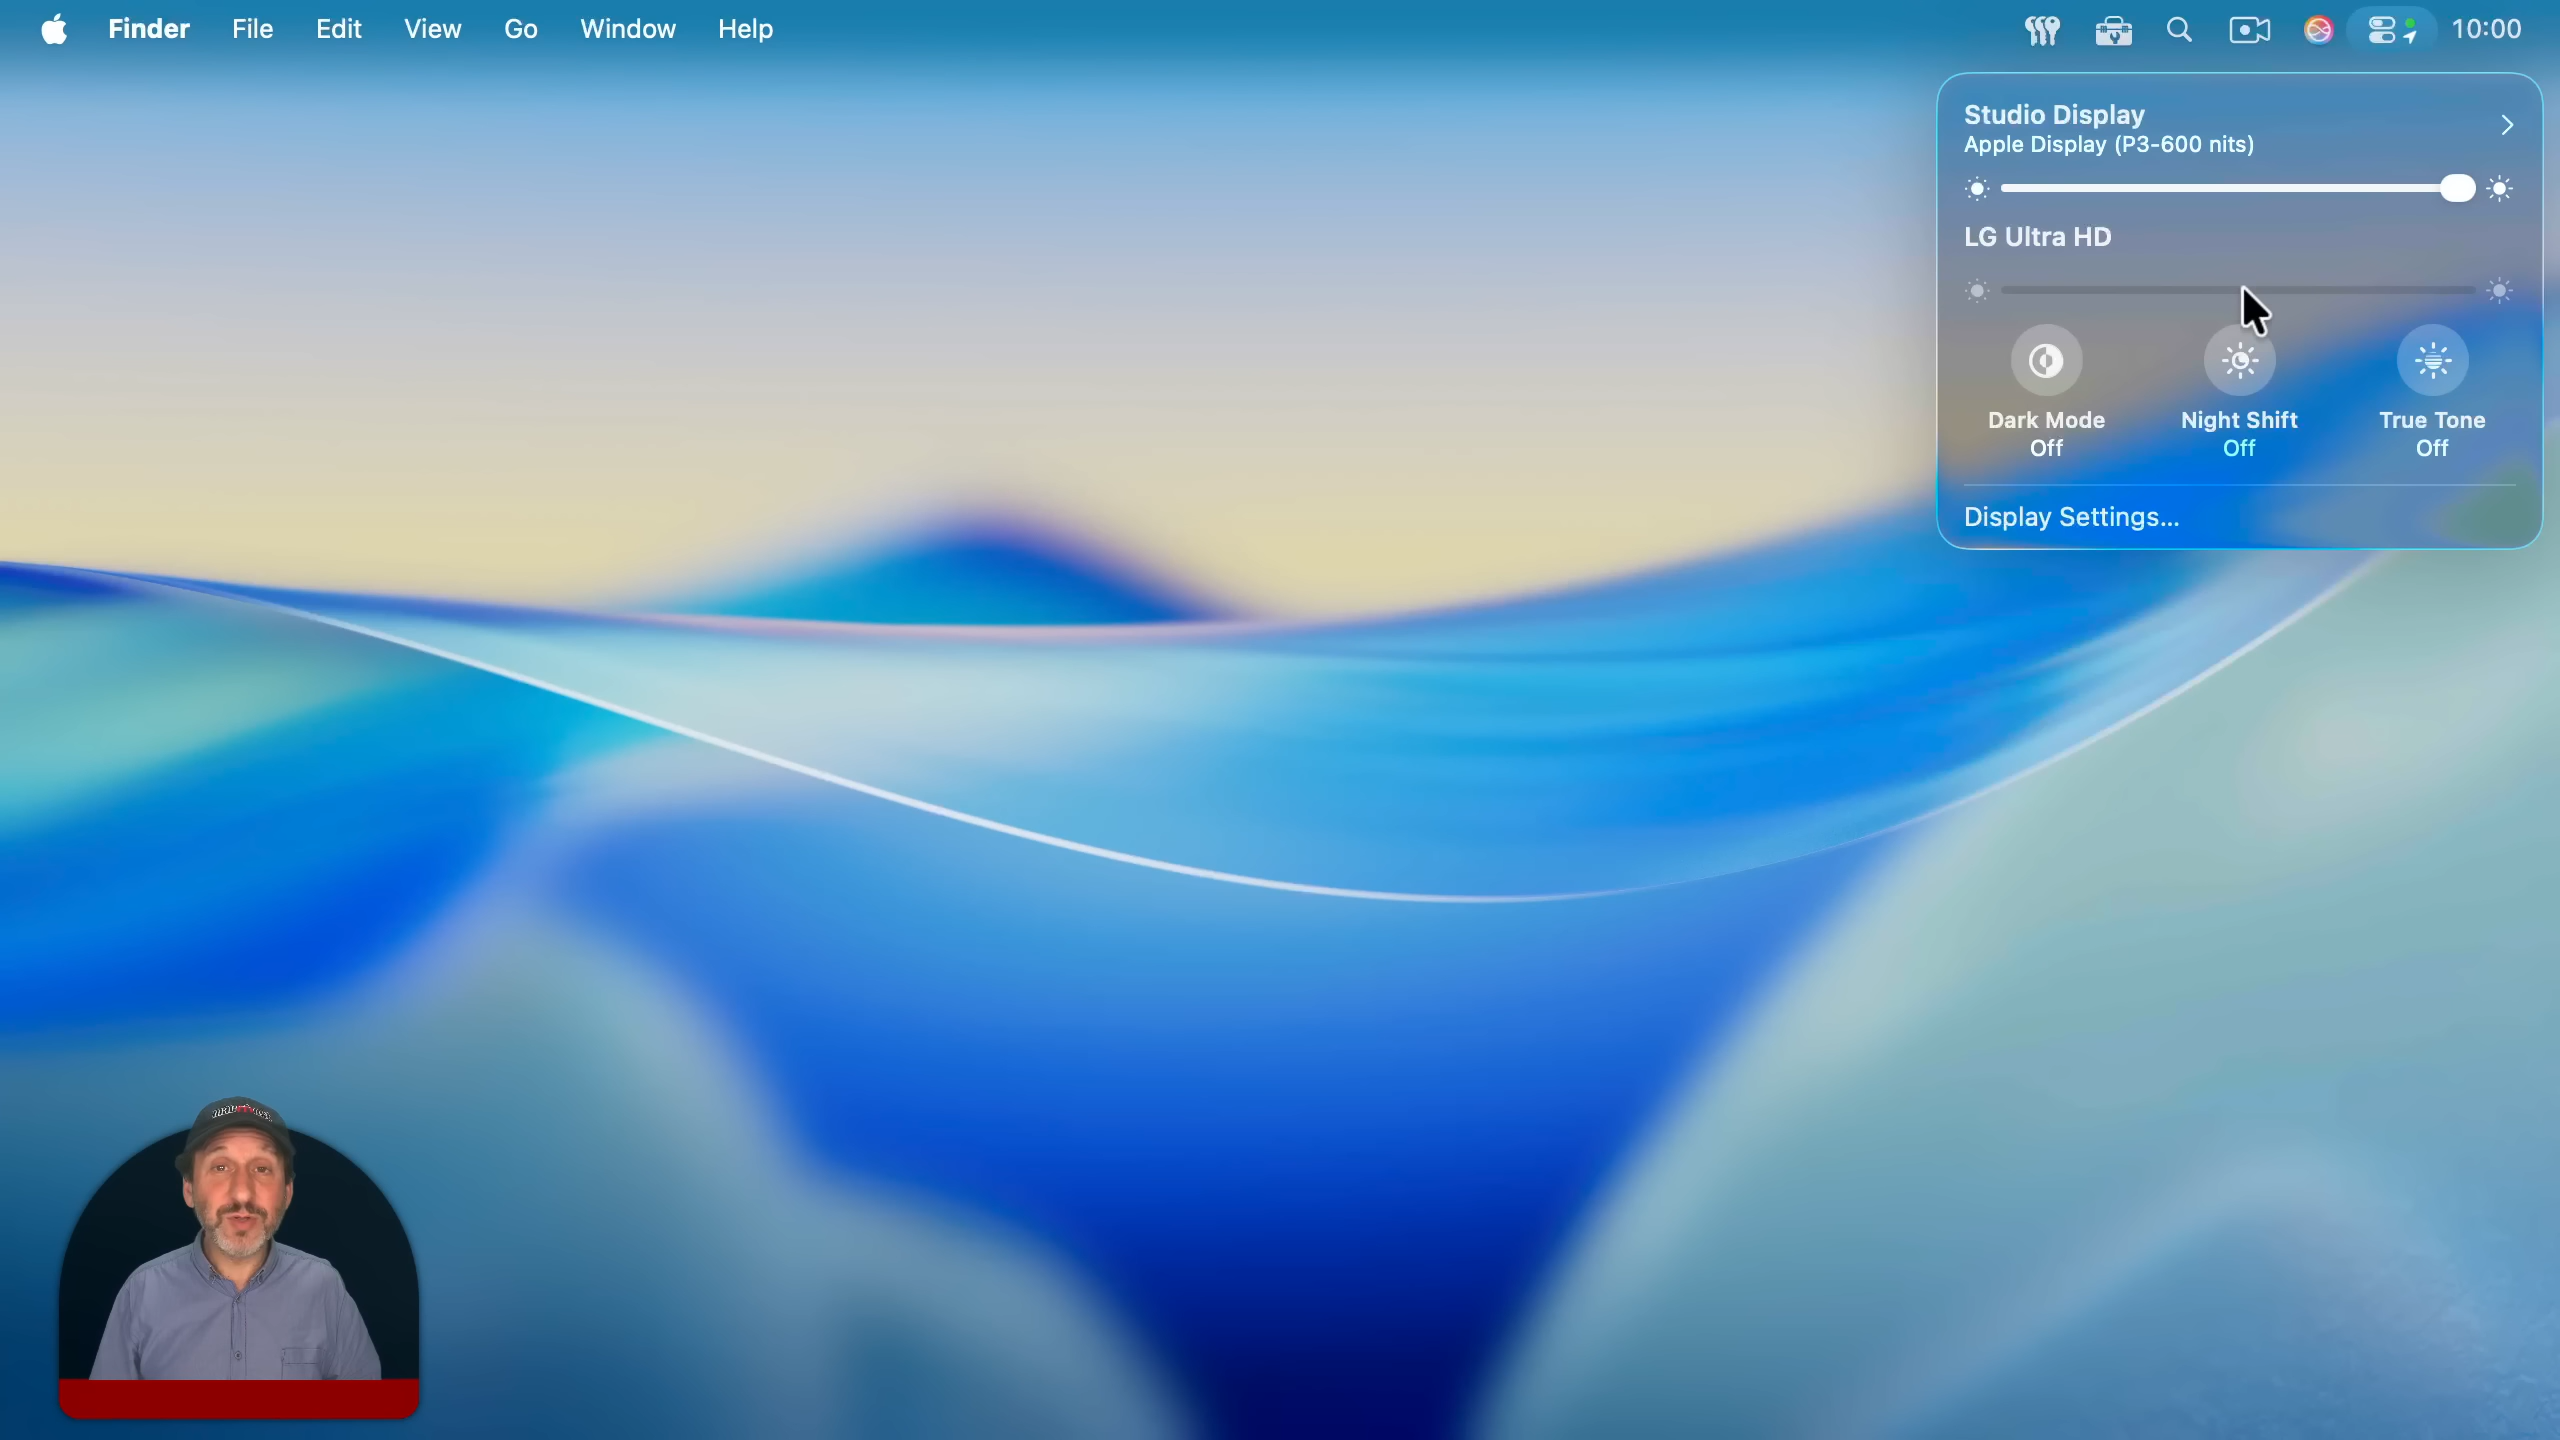 Finder File Edit View Go Window Help 10:00
Studio Display
Apple Display (P3-600 nits)
LG Ultra HD
Dark Mode
Off
Night Shift
Off
True Tone
Off
Display Settings...